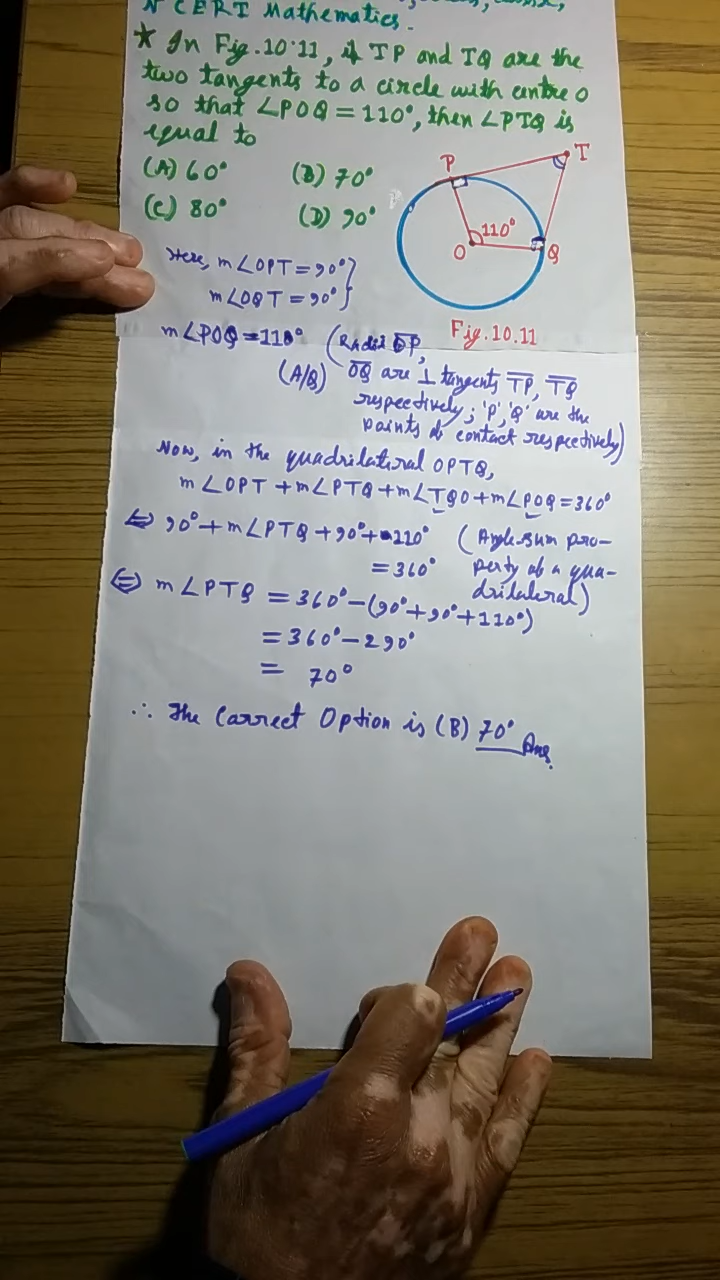 NCERT Mathematics.
* In Fig. 10.11, if TP and TQ are the
two tangents to a circle with centre O
so that ∠POQ = 110°, then ∠PTQ is
equal to
(A) 60° (B) 70°
(C) 80° (D) 90°
P
T
110°
O
Q
Fig. 10.11
Here, m∠OPT = 90° }
m∠OQT = 90° }
m∠POQ = 110° (Radii OP,
(A/Q) OQ are ⊥ tangents TP, TQ
respectively; 'P', 'Q' are the
points of contact respectively)
Now, in the quadrilateral OPTQ,
m∠OPT + m∠PTQ + m∠TQO + m∠POQ = 360°
⇔ 90° + m∠PTQ + 90° + 110° (Angle sum pro-
= 360° perty of a qua-
drilateral)
⇔ m∠PTQ = 360° - (90° + 90° + 110°)
= 360° - 290°
= 70°
∴ The Correct Option is (B) 70° Ans.